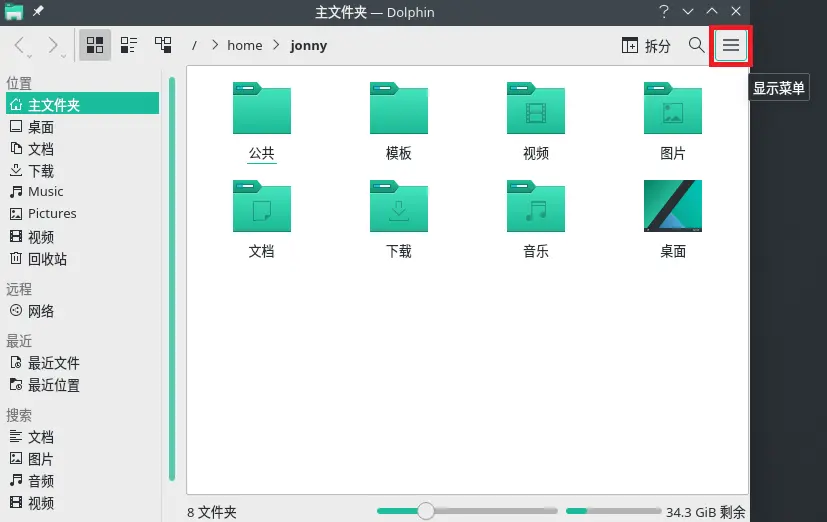 主文件夹 — Dolphin
/ > home > jonny
拆分
显示菜单
位置
主文件夹
桌面
文档
下载
Music
Pictures
视频
回收站
远程
网络
最近
最近文件
最近位置
搜索
文档
图片
音频
视频
公共 模板 视频 图片
文档 下载 音乐 桌面
8 文件夹
34.3 GiB 剩余